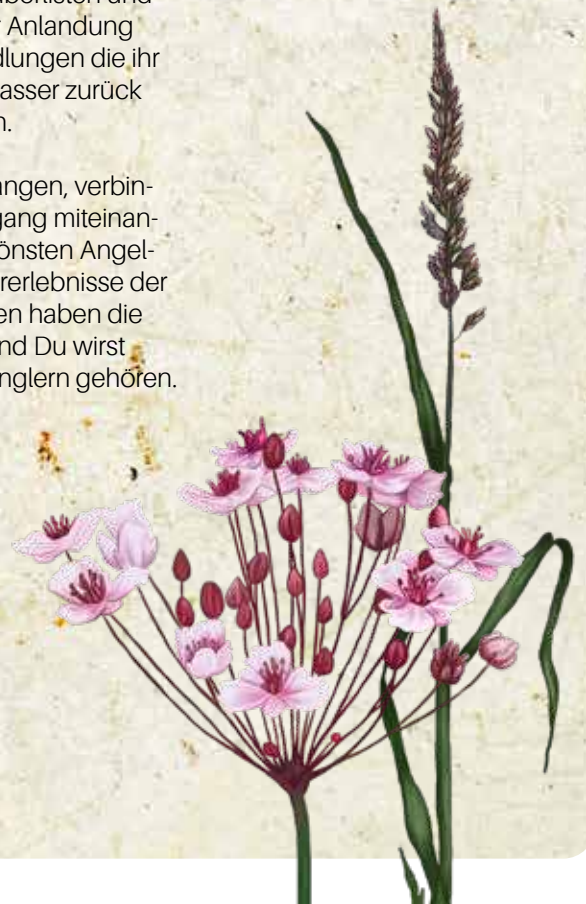 r Anlandung
dlungen die ihr
asser zurück
n.
angen, verbin-
gang miteinan-
önsten Angel-
rerlebnisse der
en haben die
nd Du wirst
nglern gehören.